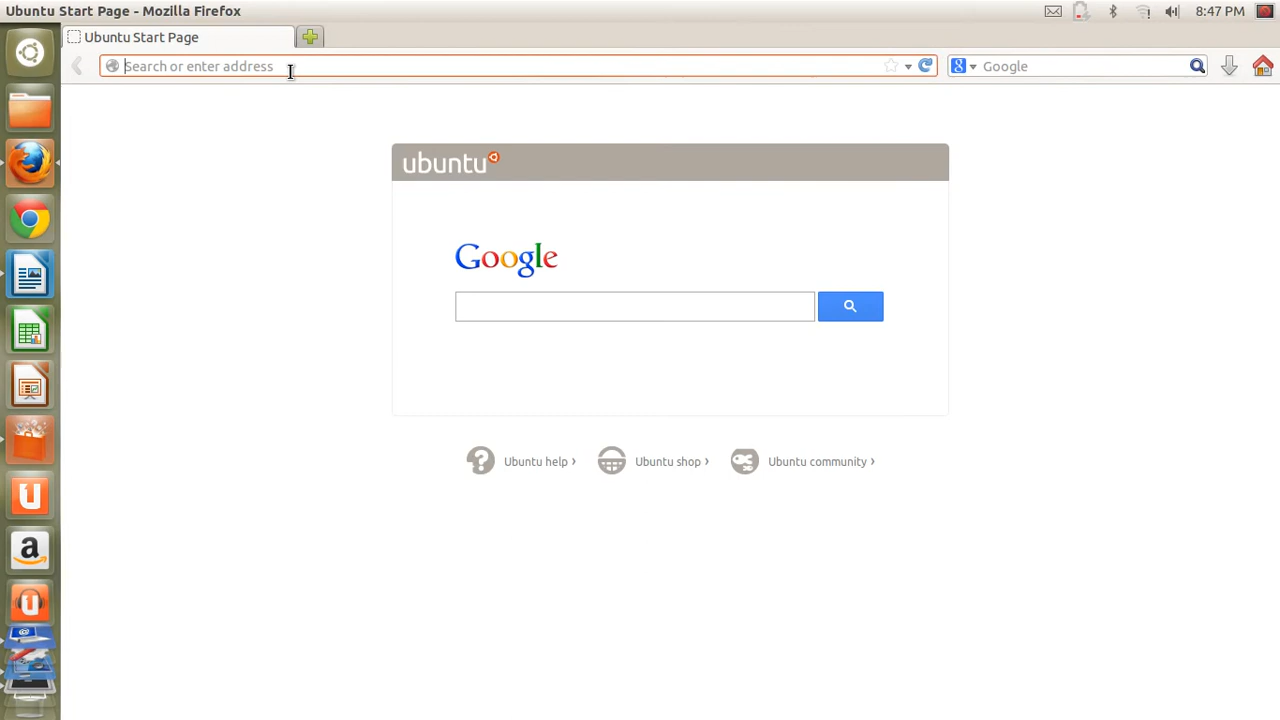 Ubuntu Start Page - Mozilla Firefox
8:47 PM
Ubuntu Start Page
Search or enter address
Google
ubuntu
Google
Ubuntu help ›
Ubuntu shop ›
Ubuntu community ›